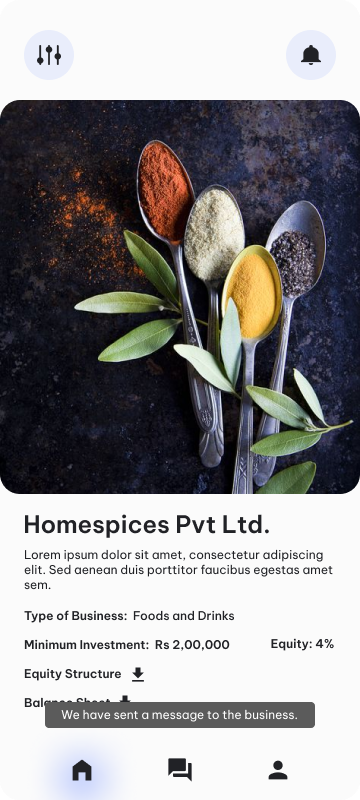 Homespices Pvt Ltd.
Lorem ipsum dolor sit amet, consectetur adipiscing
elit. Sed aenean duis porttitor faucibus egestas amet
sem.
Type of Business: Foods and Drinks
Minimum Investment: Rs 2,00,000 Equity: 4%
Equity Structure
Balance Sheet
We have sent a message to the business.